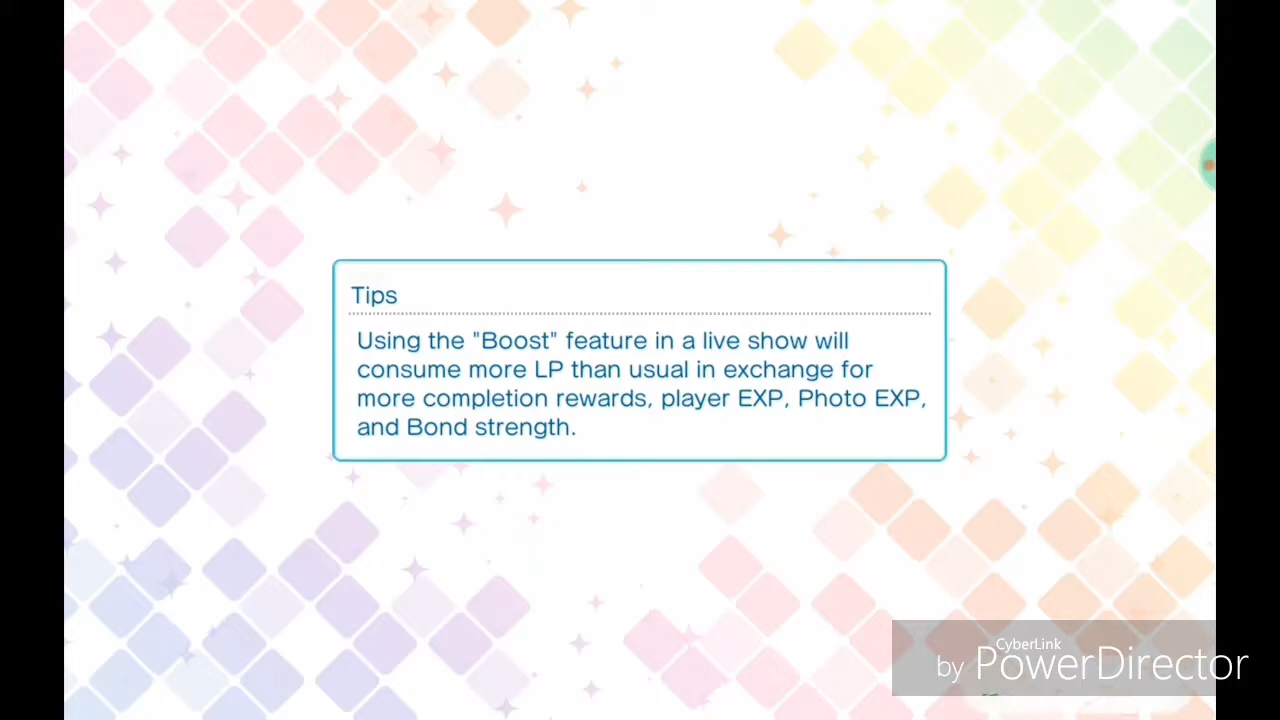 Tips
Using the "Boost" feature in a live show will
consume more LP than usual in exchange for
more completion rewards, player EXP, Photo EXP,
and Bond strength.
CyberLink
by PowerDirector